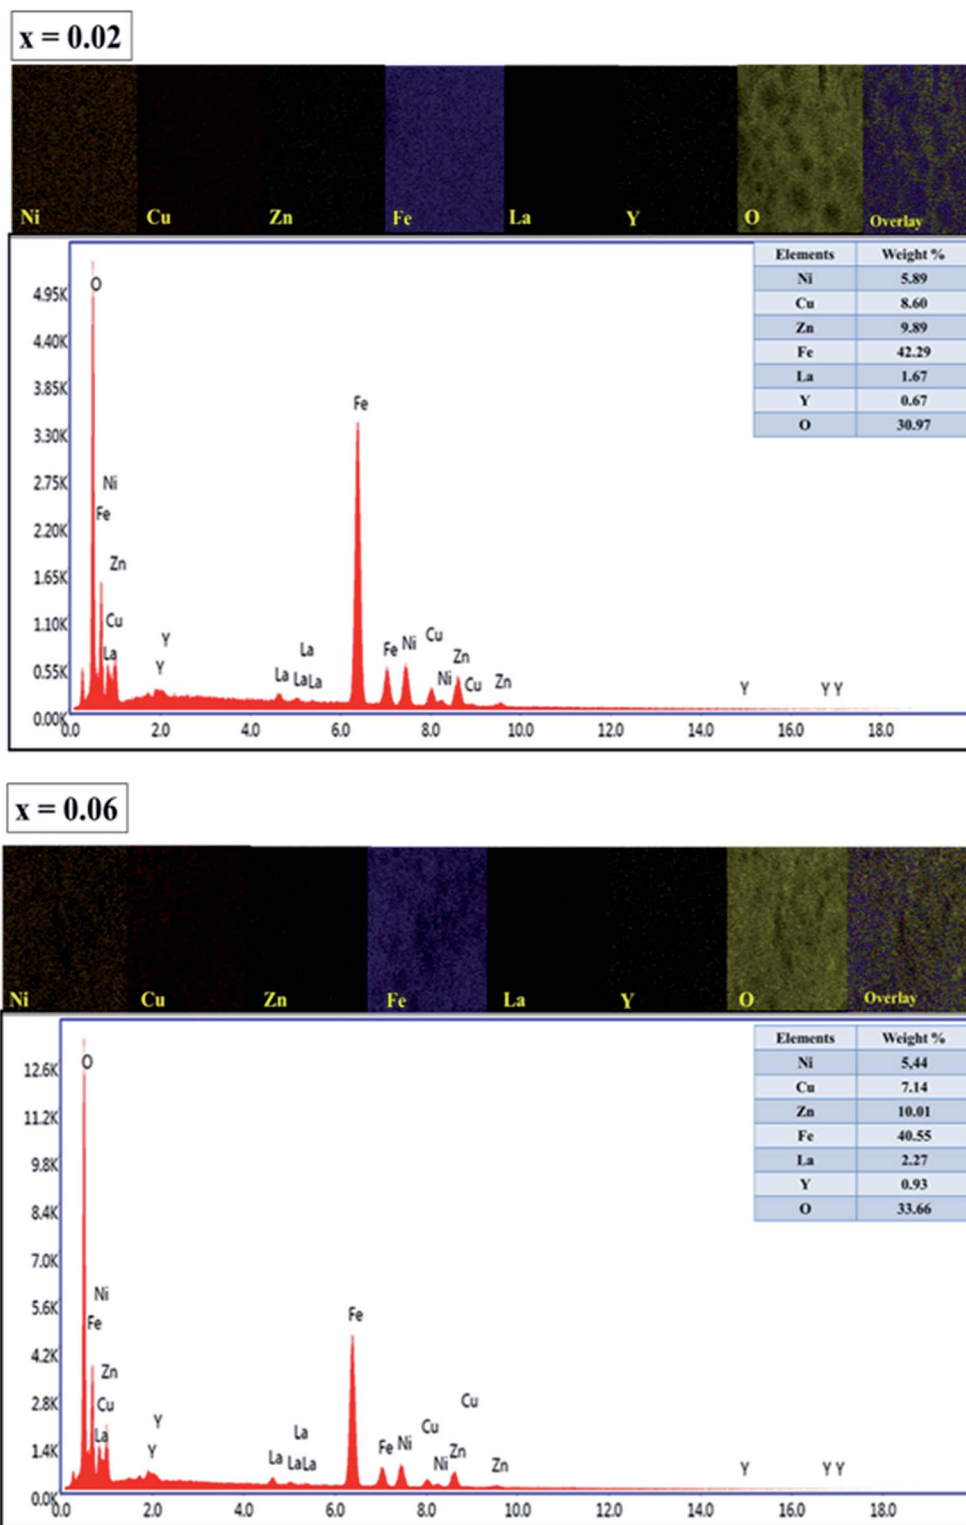 x = 0.02
Ni Cu Zn Fe La Y O Overlay
Elements Weight %
Ni 5.89
Cu 8.60
Zn 9.89
Fe 42.29
La 1.67
Y 0.67
O 30.97
O
4.95K
4.40K
3.85K
Fe
3.30K
2.75K
Ni
Fe
2.20K
Zn
1.65K
1.10K
Cu
La
Y
Y
0.55K
La
La LaLa
Fe Ni Cu
Ni Zn
Cu Zn
Y Y Y
0.00K
0.0 2.0 4.0 6.0 8.0 10.0 12.0 14.0 16.0 18.0
x = 0.06
Ni Cu Zn Fe La Y O Overlay
Elements Weight %
Ni 5.44
Cu 7.14
Zn 10.01
Fe 40.55
La 2.27
Y 0.93
O 33.66
O
12.6K
11.2K
9.8K
8.4K
7.0K
5.6K
Ni
Fe
Fe
4.2K
Zn
2.8K
Cu
La
Y
Y
1.4K
La
La LaLa
Fe Ni Cu
Ni Zn
Cu
Zn
Y Y Y
0.0K
0.0 2.0 4.0 6.0 8.0 10.0 12.0 14.0 16.0 18.0